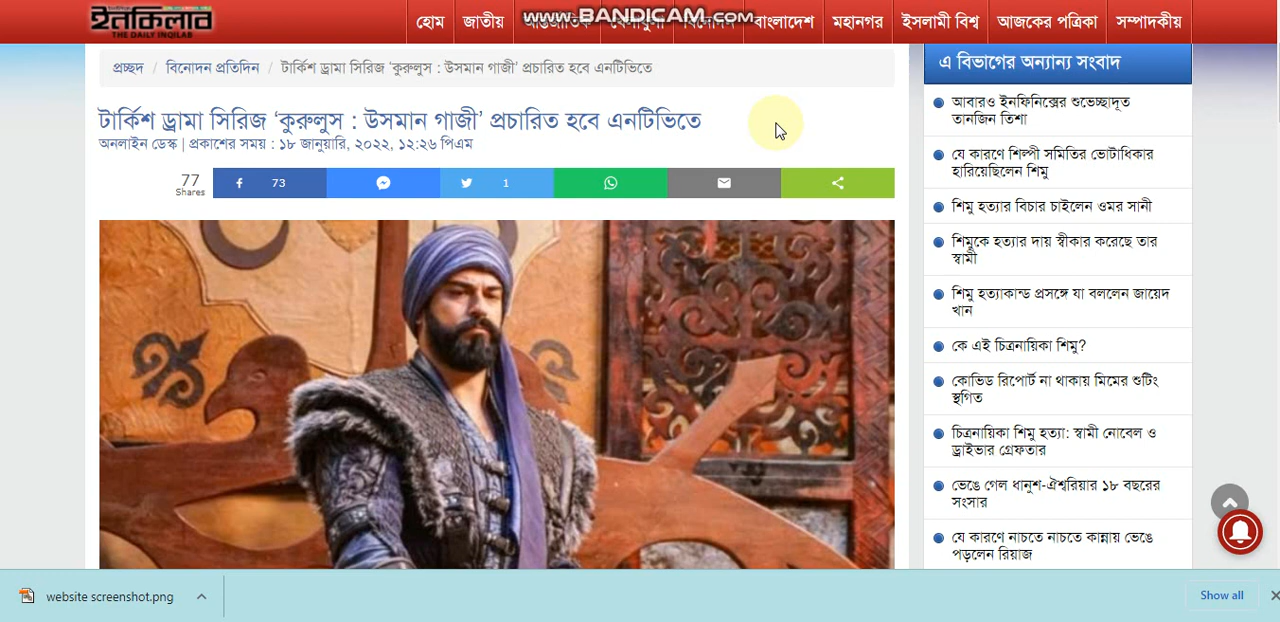 ইনকিলাব
THE DAILY INQILAB
হোম
জাতীয়
আন্তর্জাতিক
খেলাধুলা
বিনোদন
বাংলাদেশ
মহানগর
ইসলামী বিশ্ব
আজকের পত্রিকা
সম্পাদকীয়
www.BANDICAM.com
প্রচ্ছদ / বিনোদন প্রতিদিন / টার্কিশ ড্রামা সিরিজ ‘কুরুলুস : উসমান গাজী’ প্রচারিত হবে এনটিভিতে
টার্কিশ ড্রামা সিরিজ ‘কুরুলুস : উসমান গাজী’ প্রচারিত হবে এনটিভিতে
অনলাইন ডেস্ক | প্রকাশের সময় : ১৮ জানুয়ারি, ২০২২, ১২:২৬ পিএম
77
Shares
73
1
এ বিভাগের অন্যান্য সংবাদ
আবারও ইনফিনিক্সের শুভেচ্ছাদূত
তানজিন তিশা
যে কারণে শিল্পী সমিতির ভোটাধিকার
হারিয়েছিলেন শিমু
শিমু হত্যার বিচার চাইলেন ওমর সানী
শিমুকে হত্যার দায় স্বীকার করেছে তার
স্বামী
শিমু হত্যাকান্ড প্রসঙ্গে যা বললেন জায়েদ
খান
কে এই চিত্রনায়িকা শিমু?
কোভিড রিপোর্ট না থাকায় মিমের শুটিং
স্থগিত
চিত্রনায়িকা শিমু হত্যা: স্বামী নোবেল ও
ড্রাইভার গ্রেফতার
ভেঙে গেল ধানুশ-ঐশ্বরিয়ার ১৮ বছরের
সংসার
যে কারণে নাচতে নাচতে কান্নায় ভেঙে
পড়লেন রিয়াজ
website screenshot.png
Show all